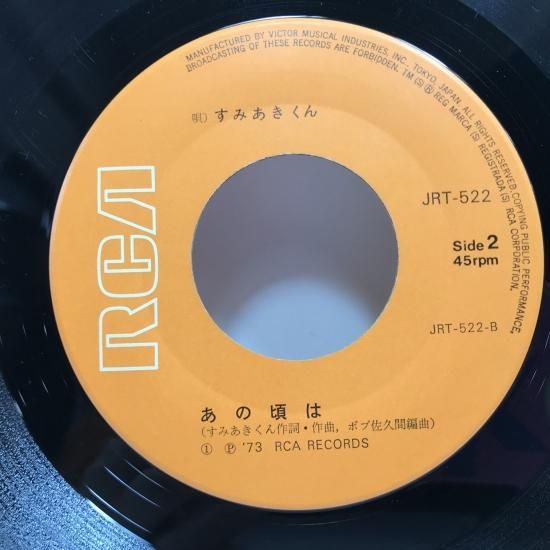 MANUFACTURED BY VICTOR MUSICAL INDUSTRIES, INC., TOKYO, JAPAN. ALL RIGHTS RESERVED. COPYING PUBLIC PERFORMANCE,
BROADCASTING OF THESE RECORDS ARE FORBIDDEN. TM(S) ® REG MARCA(S) REGISTRADA(S) RCA CORPORATION.
唄) すみあきくん
RCA
JRT-522
Side 2
45rpm
JRT-522-B
あの頃は
(すみあきくん作詞・作曲, ボブ佐久間編曲)
① Ⓟ '73 RCA RECORDS